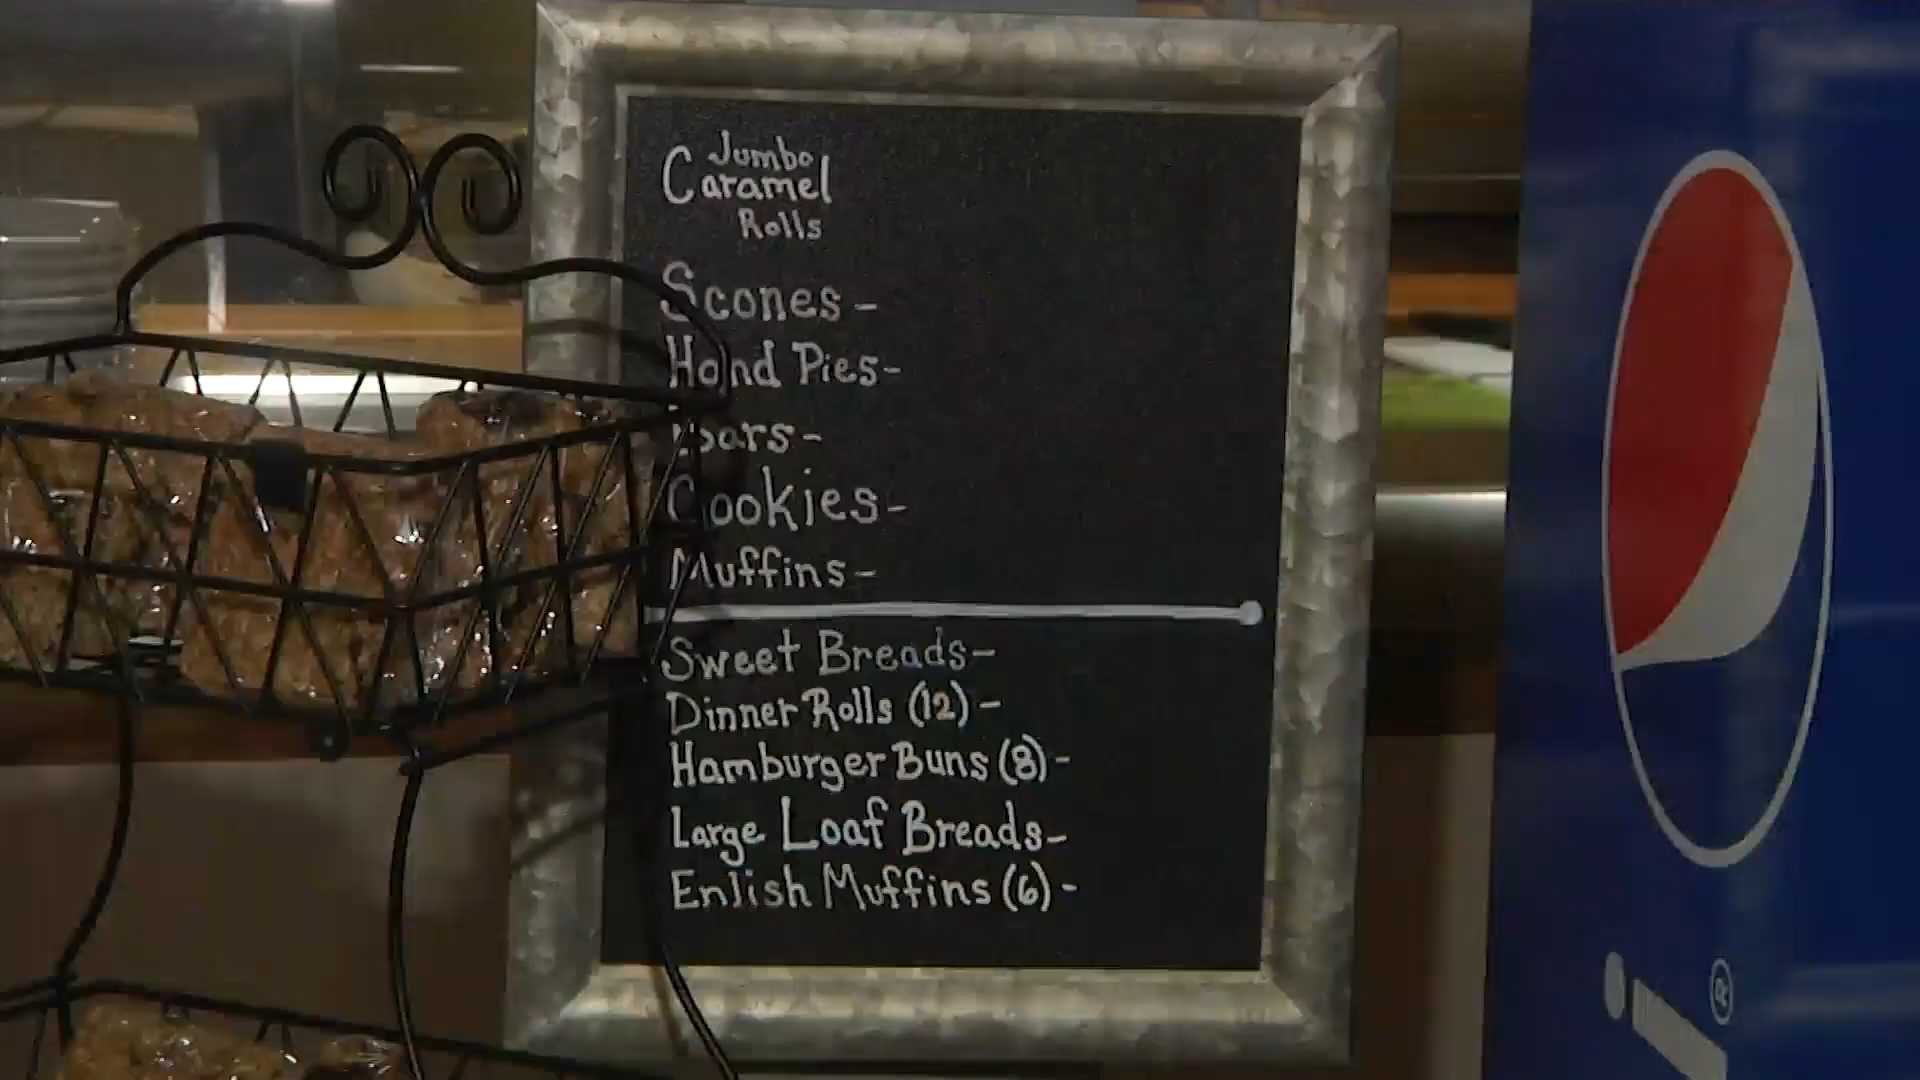 Jumbo
Caramel
Rolls
Scones -
Hand Pies-
Bars-
Cookies-
Muffins-
Sweet Breads-
Dinner Rolls (12) -
Hamburger Buns (8) -
Large Loaf Breads-
Enlish Muffins (6) -
®